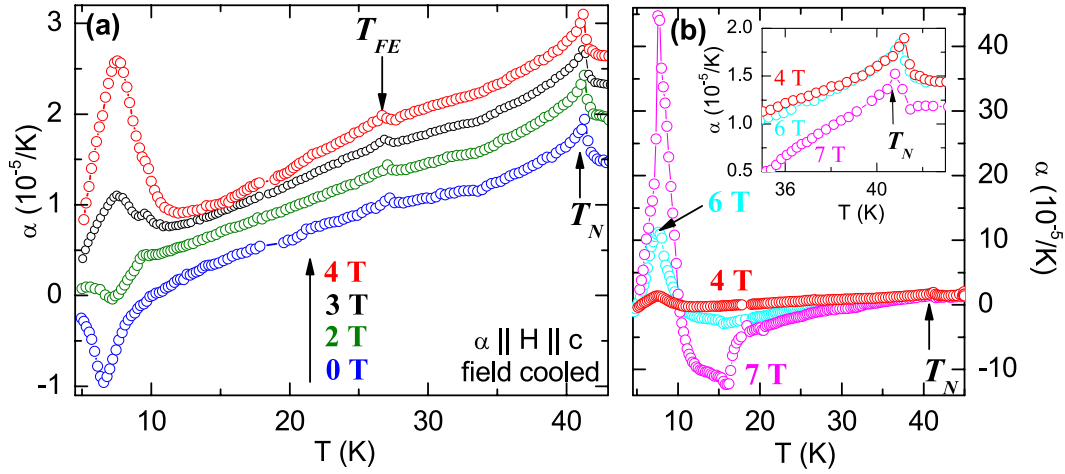 (a)
T_FE
T_N
4 T
3 T
2 T
0 T
α || H || c
field cooled
α (10⁻⁵/K)
3
2
1
0
-1
10
20
30
40
T (K)
(b)
α (10⁻⁵/K)
2.0
1.5
1.0
0.5
4 T
6 T
7 T
T_N
36
40
T (K)
6 T
4 T
7 T
T_N
40
30
20
10
0
-10
α (10⁻⁵/K)
10
20
30
40
T (K)